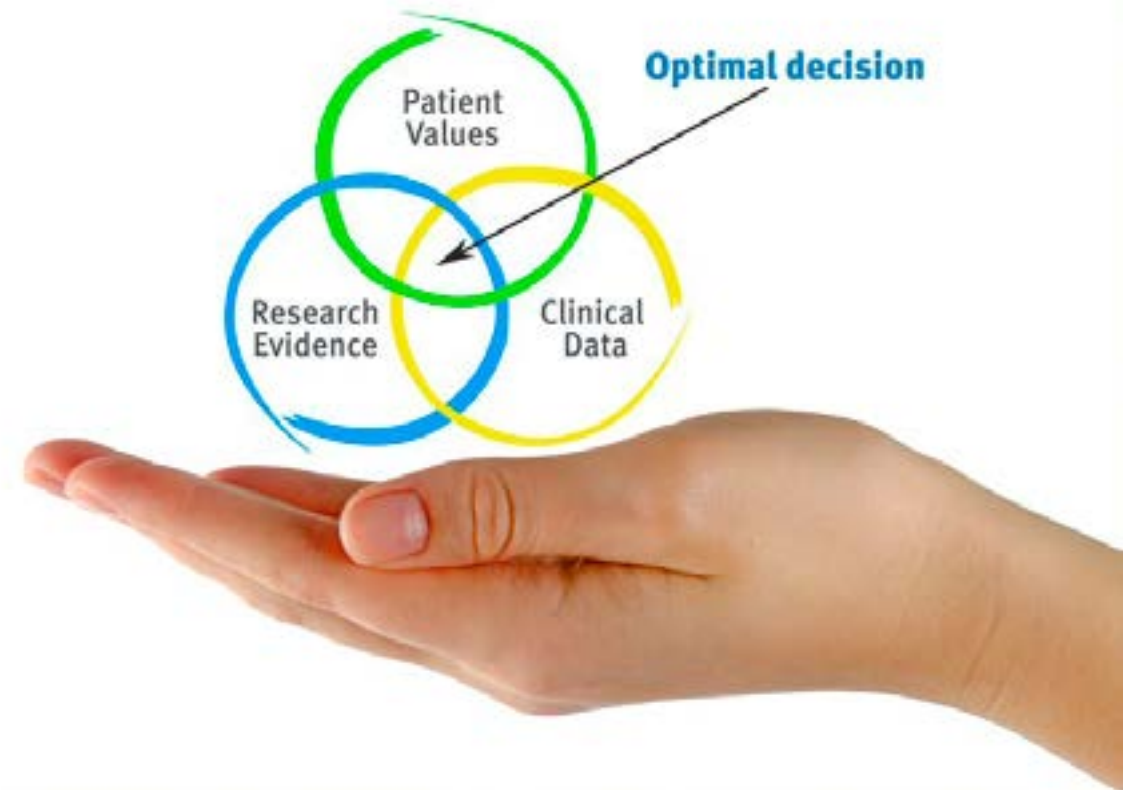 Optimal decision
Patient
Values
Research
Evidence
Clinical
Data